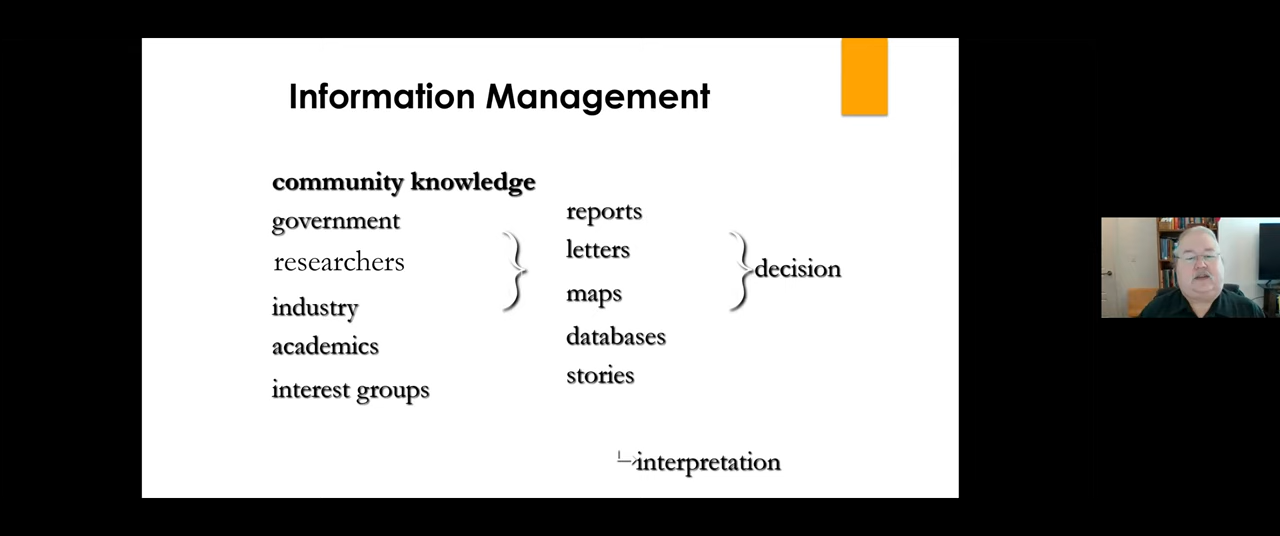 Information Management
community knowledge
government
researchers
industry
academics
interest groups
reports
letters
maps
databases
stories
decision
interpretation